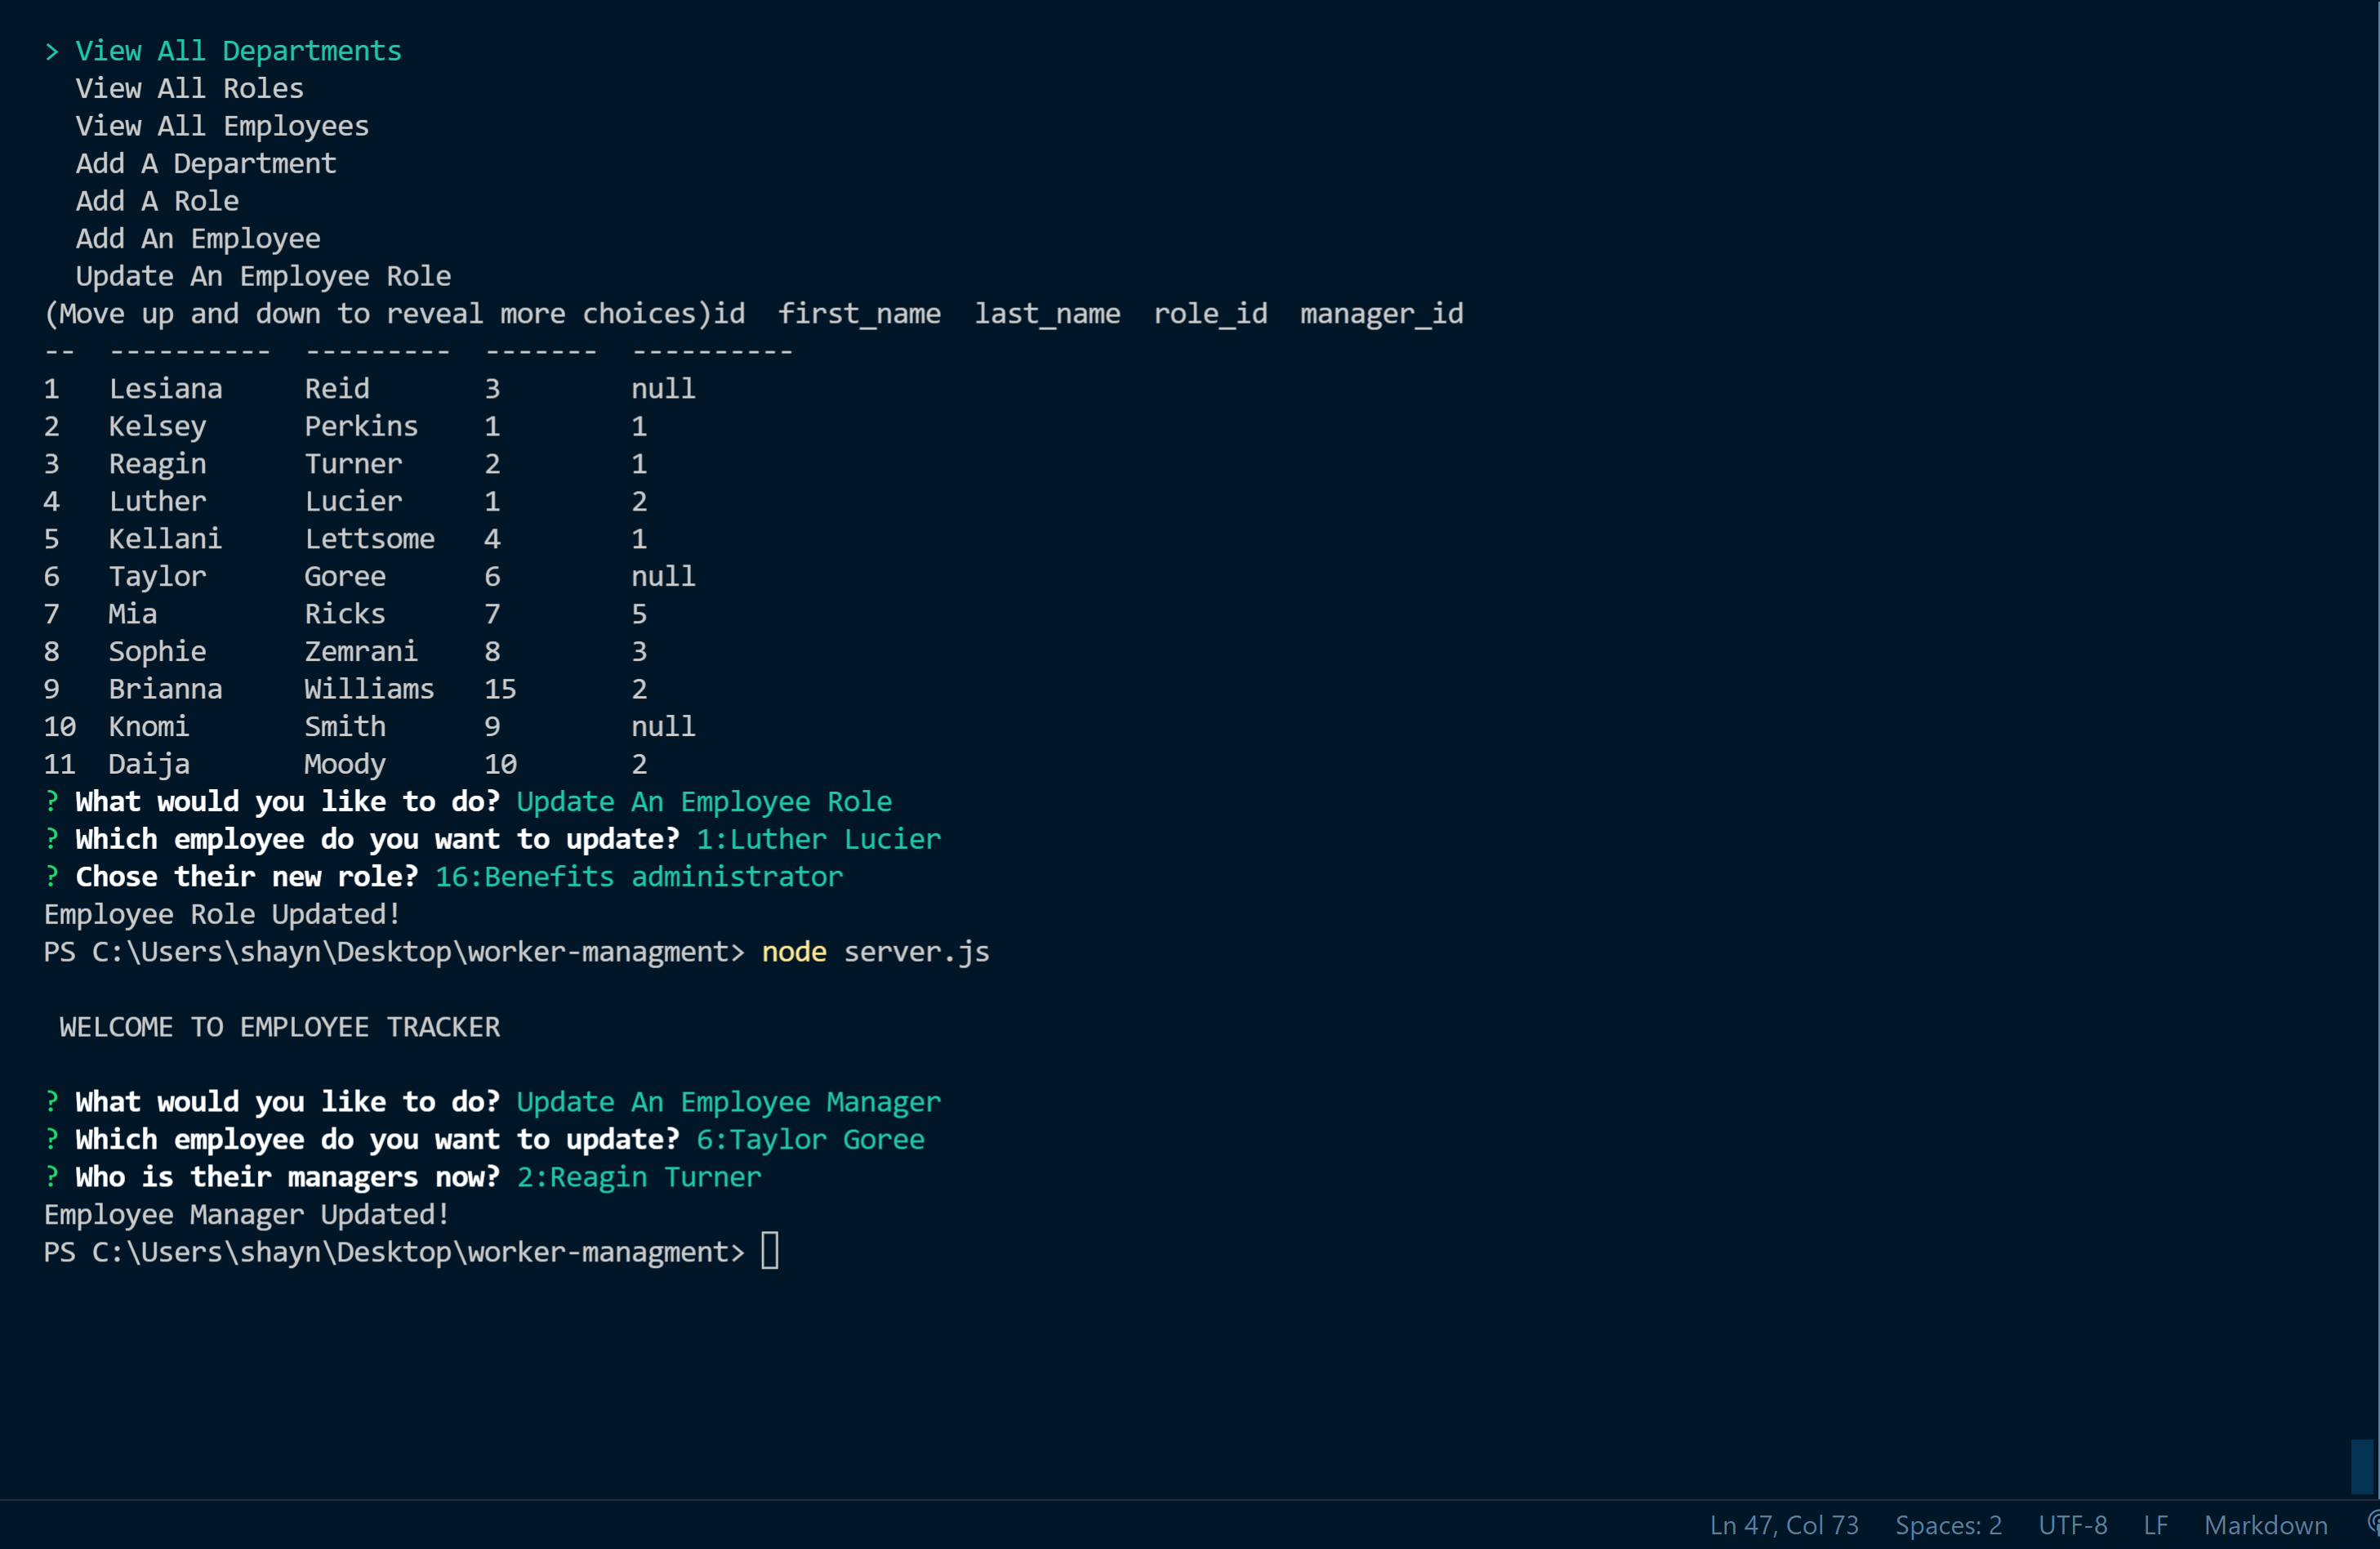 > View All Departments
View All Roles
View All Employees
Add A Department
Add A Role
Add An Employee
Update An Employee Role
(Move up and down to reveal more choices)id  first_name  last_name  role_id  manager_id
--  ----------  ---------  -------  ----------
1   Lesiana     Reid       3        null
2   Kelsey      Perkins    1        1
3   Reagin      Turner     2        1
4   Luther      Lucier     1        2
5   Kellani     Lettsome   4        1
6   Taylor      Goree      6        null
7   Mia         Ricks      7        5
8   Sophie      Zemrani    8        3
9   Brianna     Williams   15       2
10  Knomi       Smith      9        null
11  Daija       Moody      10       2
? What would you like to do? Update An Employee Role
? Which employee do you want to update? 1:Luther Lucier
? Chose their new role? 16:Benefits administrator
Employee Role Updated!
PS C:\Users\shayn\Desktop\worker-managment> node server.js
WELCOME TO EMPLOYEE TRACKER
? What would you like to do? Update An Employee Manager
? Which employee do you want to update? 6:Taylor Goree
? Who is their managers now? 2:Reagin Turner
Employee Manager Updated!
PS C:\Users\shayn\Desktop\worker-managment>
Ln 47, Col 73 Spaces: 2 UTF-8 LF Markdown